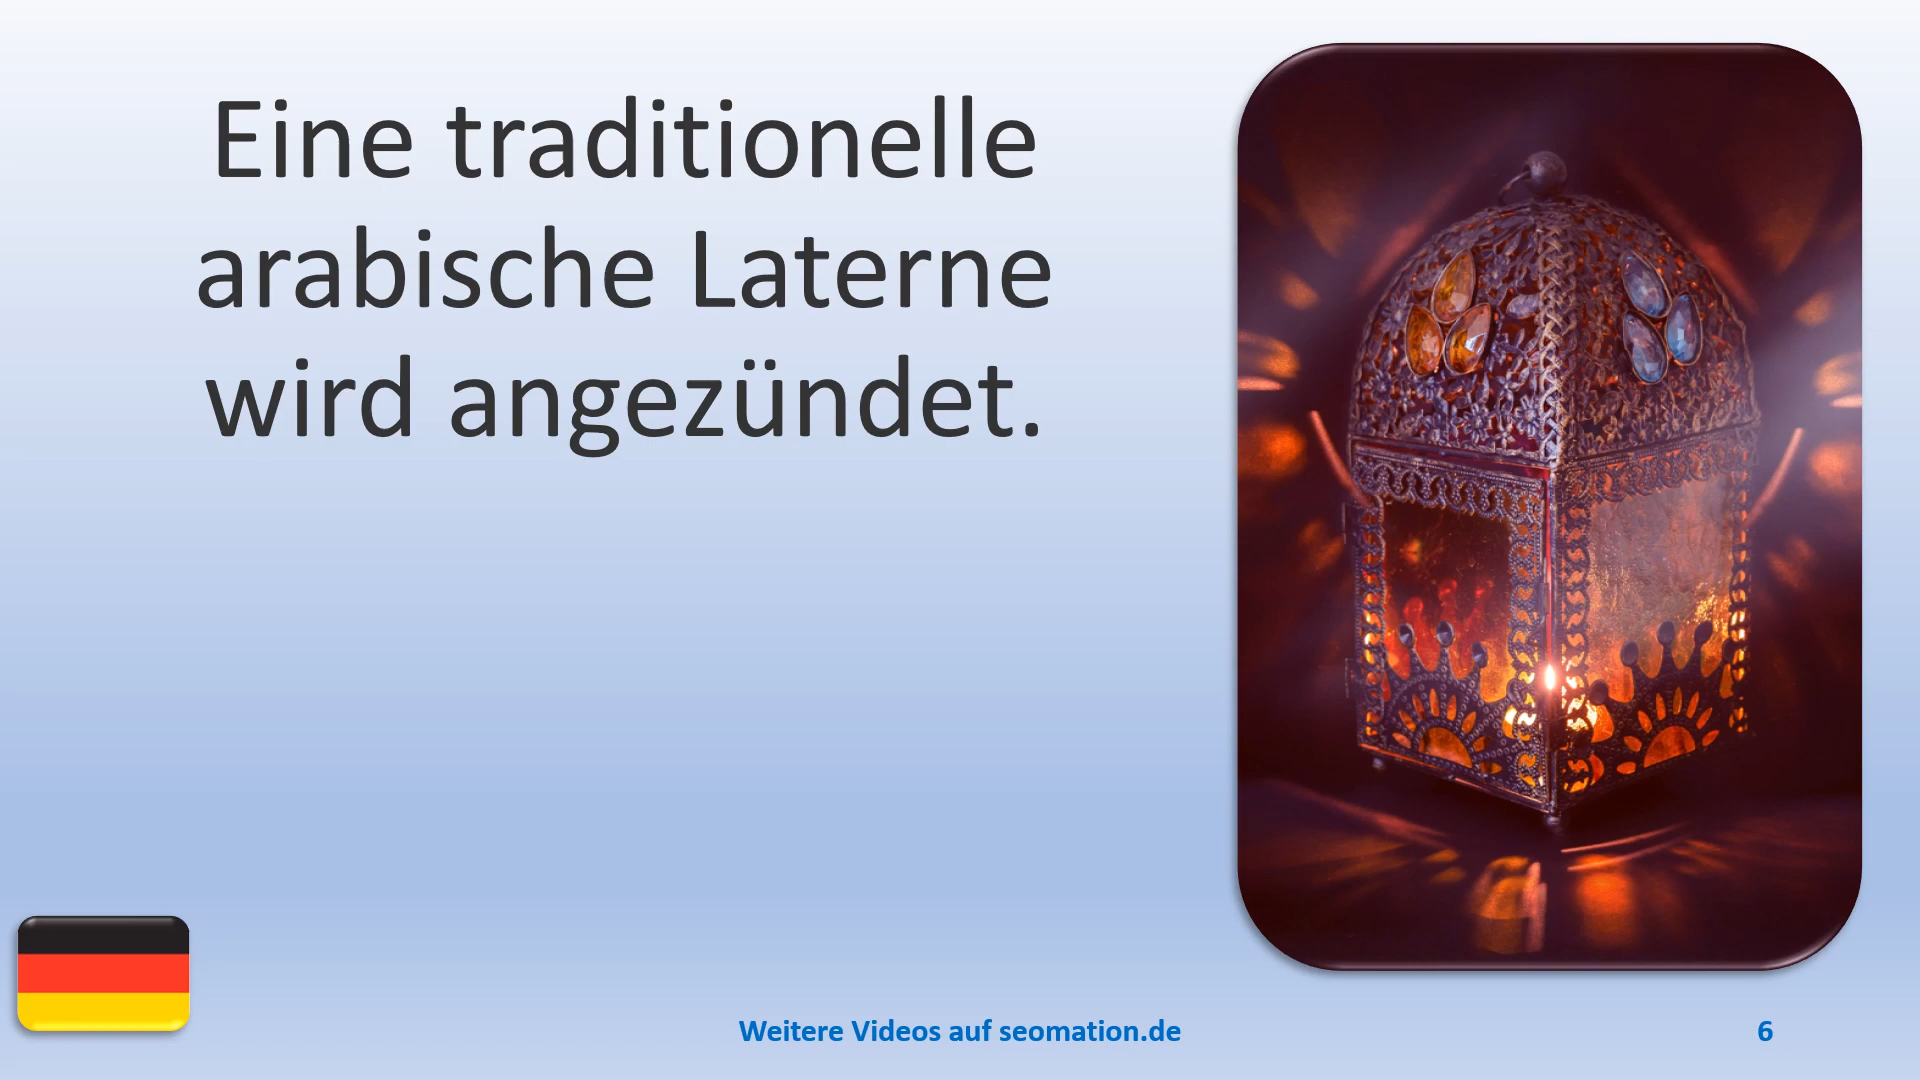 Eine traditionelle
arabische Laterne
wird angezündet.
Weitere Videos auf seomation.de
6